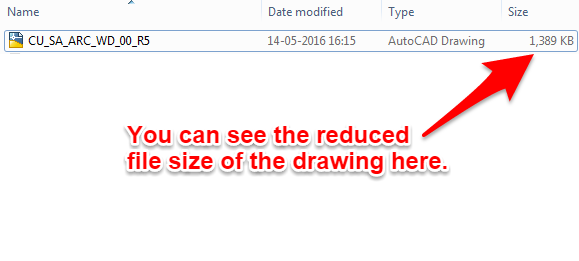 Name Date modified Type Size
CU_SA_ARC_WD_00_R5 14-05-2016 16:15 AutoCAD Drawing 1,389 KB
You can see the reduced
file size of the drawing here.